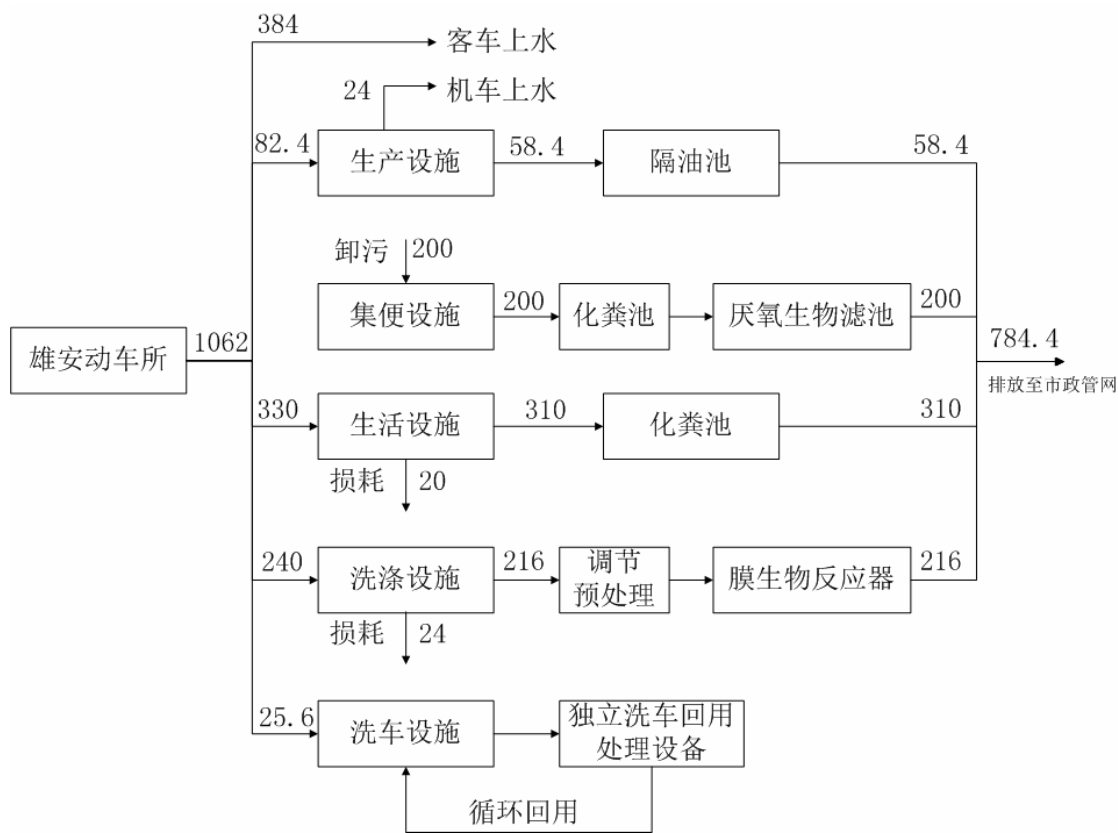 384
客车上水
24
机车上水
82.4
生产设施
58.4
隔油池
58.4
卸污
200
集便设施
200
化粪池
厌氧生物滤池
200
雄安动车所
1062
784.4
排放至市政管网
330
生活设施
310
化粪池
310
损耗
20
240
洗涤设施
216
调节
预处理
膜生物反应器
216
损耗
24
25.6
洗车设施
独立洗车回用
处理设备
循环回用